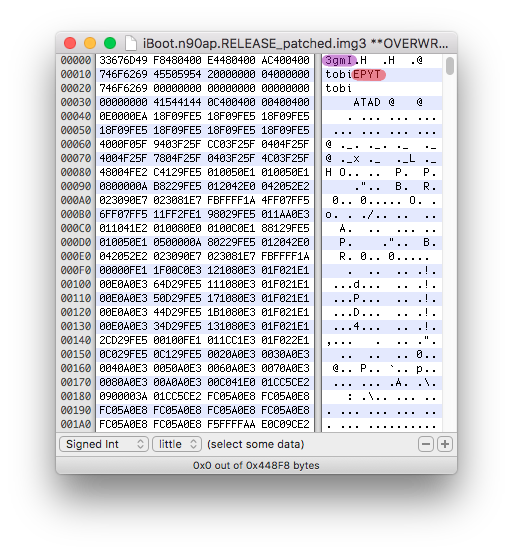 iBoot.n90ap.RELEASE_patched.img3 **OVERWR...
00000 33676D49 F8480400 E4480400 AC400400 3gmI.H .H .@
00010 746F6269 45505954 20000000 04000000 tobiEPYT
00020 746F6269 00000000 00000000 00000000 tobi
00030 00000000 41544144 0C400400 00400400 ATAD @ @
00040 0E0000EA 18F09FE5 18F09FE5 18F09FE5 . ... ... ...
00050 18F09FE5 18F09FE5 18F09FE5 18F09FE5 ... ... ... ...
00060 4000F05F 9403F25F CC03F25F 0404F25F @ ._. ._. ._ ._
00070 4004F25F 7804F25F 0403F25F 4C03F25F @ ._x ._ ._L ._
00080 48004FE2 C4129FE5 010050E1 010050E1 H O.. ... P. P.
00090 0800000A B8229FE5 012042E0 042052E2 .".. B. R.
000A0 023090E7 023081E7 FBFFFF1A 4FF07FF5 0.. 0......O...
000B0 6FF07FF5 11FF2FE1 98029FE5 011AA0E3 o... ./.. .. ..
000C0 011041E2 010080E0 0100C0E1 88129FE5 A. .. .. ...
000D0 010050E1 0500000A 80229FE5 012042E0 P. ."... B.
000E0 042052E2 023090E7 023081E7 FBFFFF1A R. 0.. 0.....
000F0 00000FE1 1F00C0E3 121080E3 01F021E1 . .. .. .!.
00100 00E0A0E3 64D29FE5 111080E3 01F021E1 ...d... .. .!.
00110 00E0A0E3 50D29FE5 171080E3 01F021E1 ...P... .. .!.
00120 00E0A0E3 44D29FE5 1B1080E3 01F021E1 ...D... .. .!.
00130 00E0A0E3 34D29FE5 131080E3 01F021E1 ...4... .. .!.
00140 2CD29FE5 00100FE1 011CC1E3 01F022E1 ,... . .. .".
00150 0C029FE5 0C129FE5 0020A0E3 0030A0E3 .. .. .. 0..
00160 0040A0E3 0050A0E3 0060A0E3 0070A0E3 @.. P.. `.. p..
00170 0080A0E3 00A0A0E3 00C041E0 01CC5CE2 ... ... .A. .\.
00180 0900003A 01CC5CE2 FC05A0E8 FC05A0E8 : .\.. .. . ..
00190 FC05A0E8 FC05A0E8 FC05A0E8 FC05A0E8 . .. . .. . .. . ..
001A0 FC05A0E8 FC05A0E8 F5FFFFAA E0C09CE2 . .. . .. .... ....
Signed Int little (select some data)
0x0 out of 0x448F8 bytes